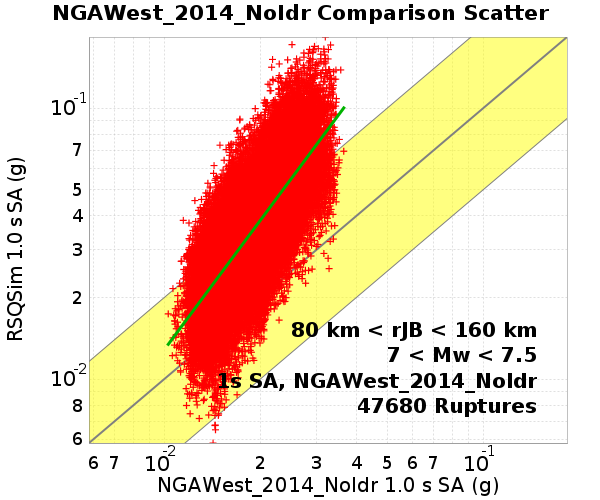 NGAWest_2014_NoIdr Comparison Scatter
RSQSim 1.0 s SA (g)
10-1
7
5
4
3
2
10-2
8
6
80 km < rJB < 160 km
7 < Mw < 7.5
1s SA, NGAWest_2014_NoIdr
47680 Ruptures
6 7 10-2 2 3 4 5 6 7 10-1
NGAWest_2014_NoIdr 1.0 s SA (g)